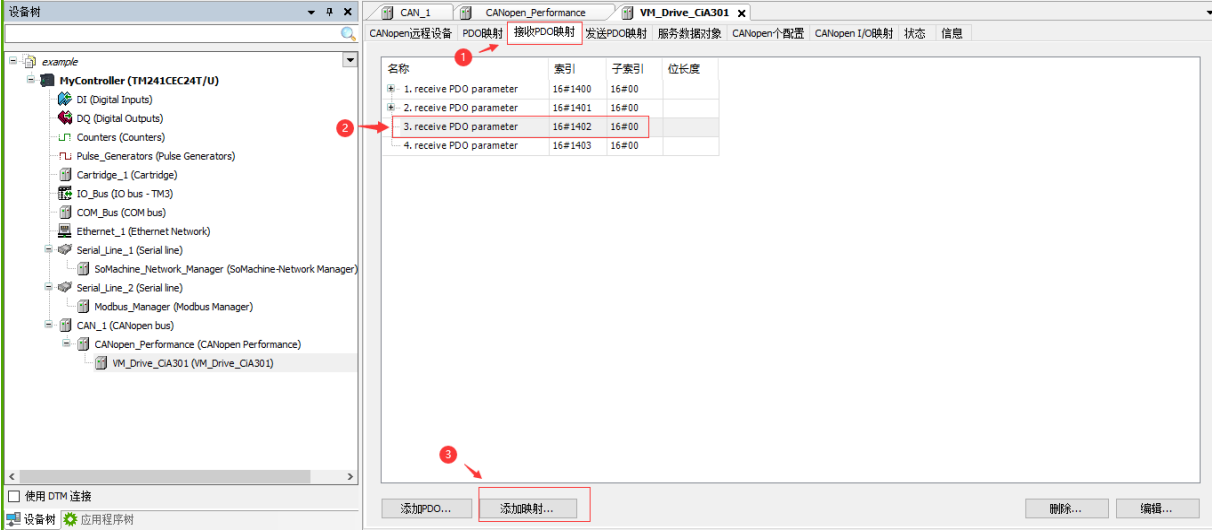 设备树
example
MyController (TM241CEC24T/U)
DI (Digital Inputs)
DQ (Digital Outputs)
Counters (Counters)
Pulse_Generators (Pulse Generators)
Cartridge_1 (Cartridge)
IO_Bus (IO bus - TM3)
COM_Bus (COM bus)
Ethernet_1 (Ethernet Network)
Serial_Line_1 (Serial line)
SoMachine_Network_Manager (SoMachine-Network Manager)
Serial_Line_2 (Serial line)
Modbus_Manager (Modbus Manager)
CAN_1 (CANopen bus)
CANopen_Performance (CANopen Performance)
VM_Drive_CiA301 (VM_Drive_CiA301)
使用 DTM 连接
设备树 应用程序树
CAN_1 CANopen_Performance VM_Drive_CiA301
CANopen远程设备 PDO映射 接收PDO映射 发送PDO映射 服务数据对象 CANopen个配置 CANopen I/O映射 状态 信息
1
名称 索引 子索引 位长度
1. receive PDO parameter 16#1400 16#00
2. receive PDO parameter 16#1401 16#00
2
3. receive PDO parameter 16#1402 16#00
4. receive PDO parameter 16#1403 16#00
3
添加PDO... 添加映射... 删除... 编辑...